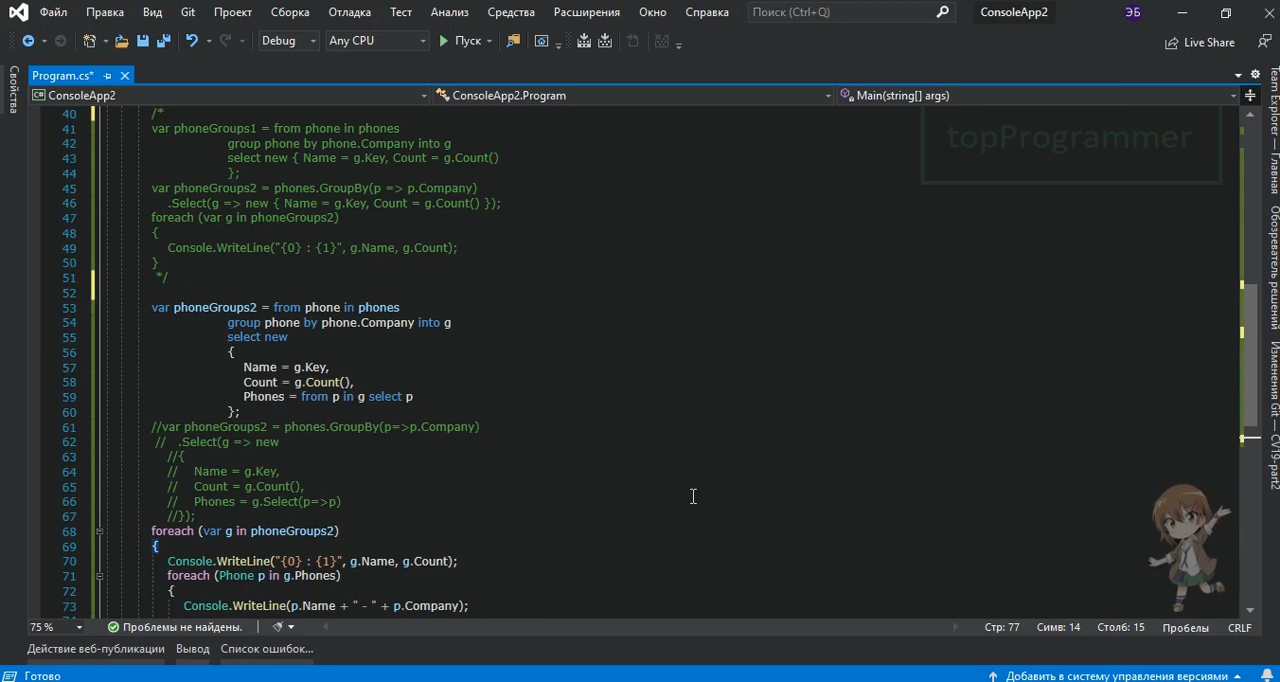 Файл Правка Вид Git Проект Сборка Отладка Тест Анализ Средства Расширения Окно Справка Поиск (Ctrl+Q) ConsoleApp2 ЭБ
Debug Any CPU Пуск Live Share
Program.cs*
C# ConsoleApp2 ConsoleApp2.Program Main(string[] args)
Свойства
40 /*
41 var phoneGroups1 = from phone in phones
42 group phone by phone.Company into g
43 select new { Name = g.Key, Count = g.Count()
44 };
45 var phoneGroups2 = phones.GroupBy(p => p.Company)
46 .Select(g => new { Name = g.Key, Count = g.Count() });
47 foreach (var g in phoneGroups2)
48 {
49 Console.WriteLine("{0} : {1}", g.Name, g.Count);
50 }
51 */
52
53 var phoneGroups2 = from phone in phones
54 group phone by phone.Company into g
55 select new
56 {
57 Name = g.Key,
58 Count = g.Count(),
59 Phones = from p in g select p
60 };
61 //var phoneGroups2 = phones.GroupBy(p=>p.Company)
62 // .Select(g => new
63 //{
64 // Name = g.Key,
65 // Count = g.Count(),
66 // Phones = g.Select(p=>p)
67 //});
68 foreach (var g in phoneGroups2)
69 {
70 Console.WriteLine("{0} : {1}", g.Name, g.Count);
71 foreach (Phone p in g.Phones)
72 {
73 Console.WriteLine(p.Name + " - " + p.Company);
topProgrammer
Team Explorer — Главная
Обозреватель решений
Изменения Git — CV19-part2
75 % Проблемы не найдены. Стр: 77 Симв: 14 Столб: 15 Пробелы CRLF
Действие веб-публикации Вывод Список ошибок...
Готово Добавить в систему управления версиями